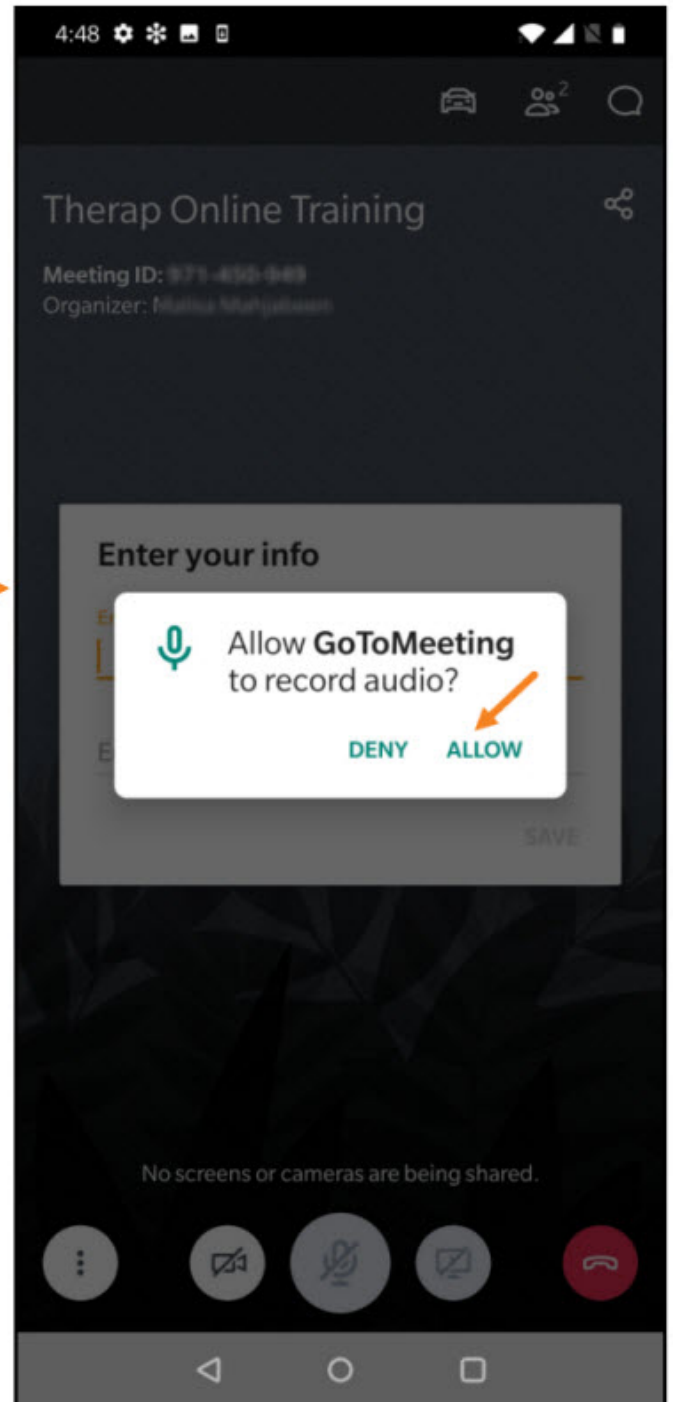 4:48
2
Therap Online Training
Meeting ID:
Organizer:
Enter your info
Allow GoToMeeting
to record audio?
DENY ALLOW
SAVE
No screens or cameras are being shared.